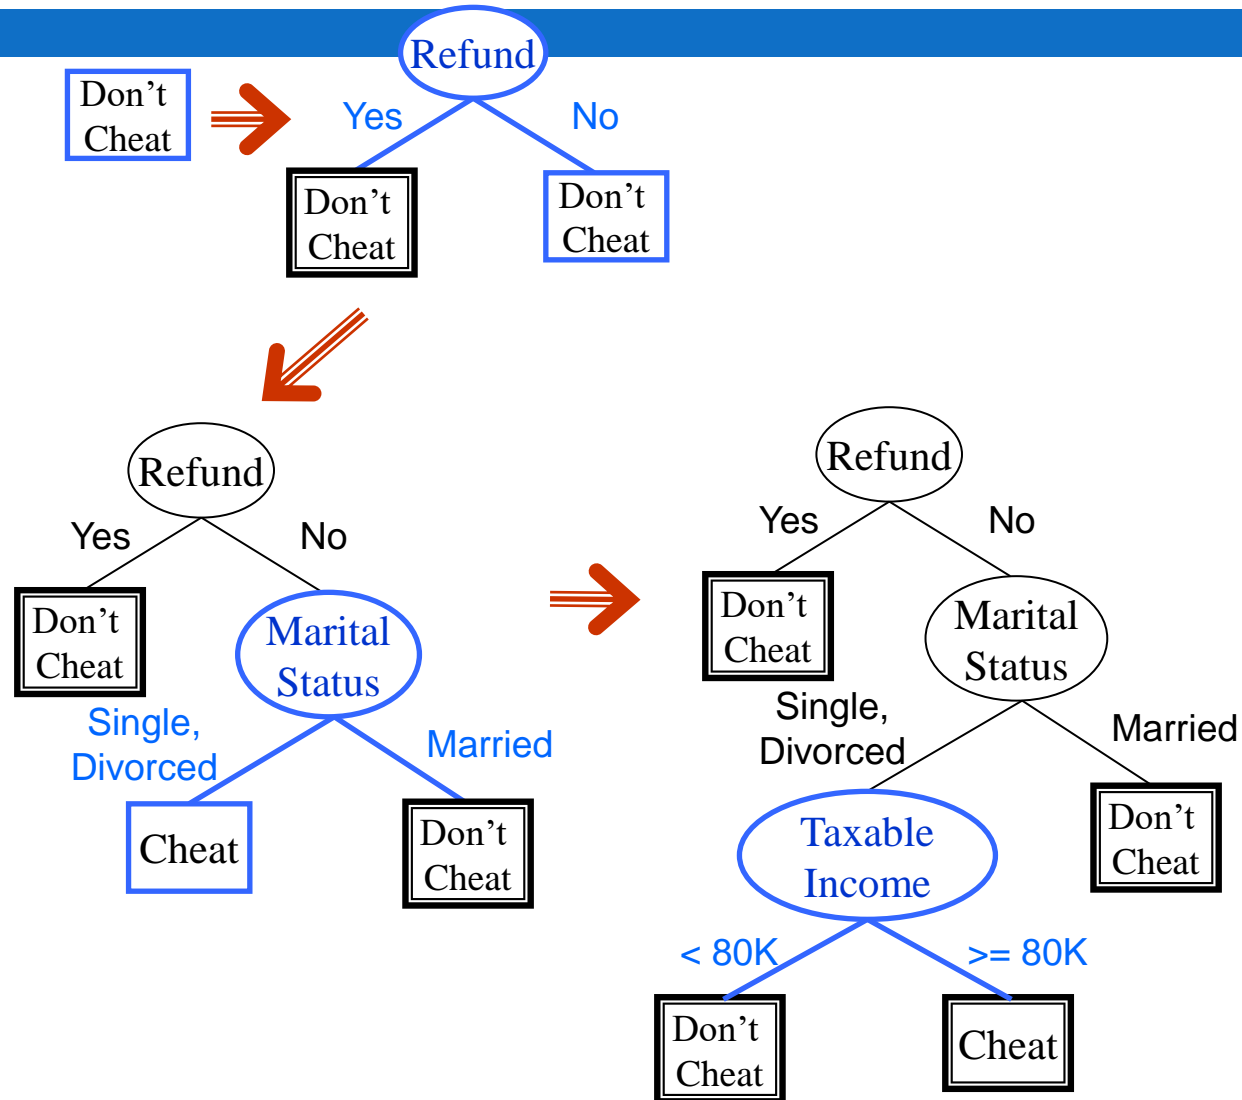 Refund
Don't
Cheat
Yes
No
Don’t
Cheat
Don’t
Cheat
Refund
Yes
No
Don’t
Cheat
Marital
Status
Single,
Divorced
Married
Cheat
Don’t
Cheat
Refund
Yes
No
Don’t
Cheat
Marital
Status
Single,
Divorced
Married
Taxable
Income
Don’t
Cheat
< 80K
>= 80K
Don’t
Cheat
Cheat